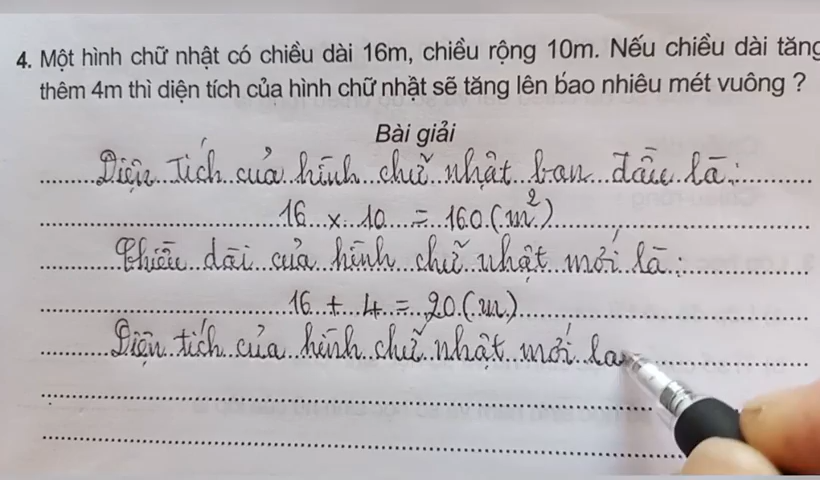 4. Một hình chữ nhật có chiều dài 16m, chiều rộng 10m. Nếu chiều dài tăng
thêm 4m thì diện tích của hình chữ nhật sẽ tăng lên bao nhiêu mét vuông ?
Bài giải
Diện tích của hình chữ nhật ban đầu là:
16 x 10 = 160 (m²)
Chiều dài của hình chữ nhật mới là:
16 + 4 = 20 (m)
Diện tích của hình chữ nhật mới la